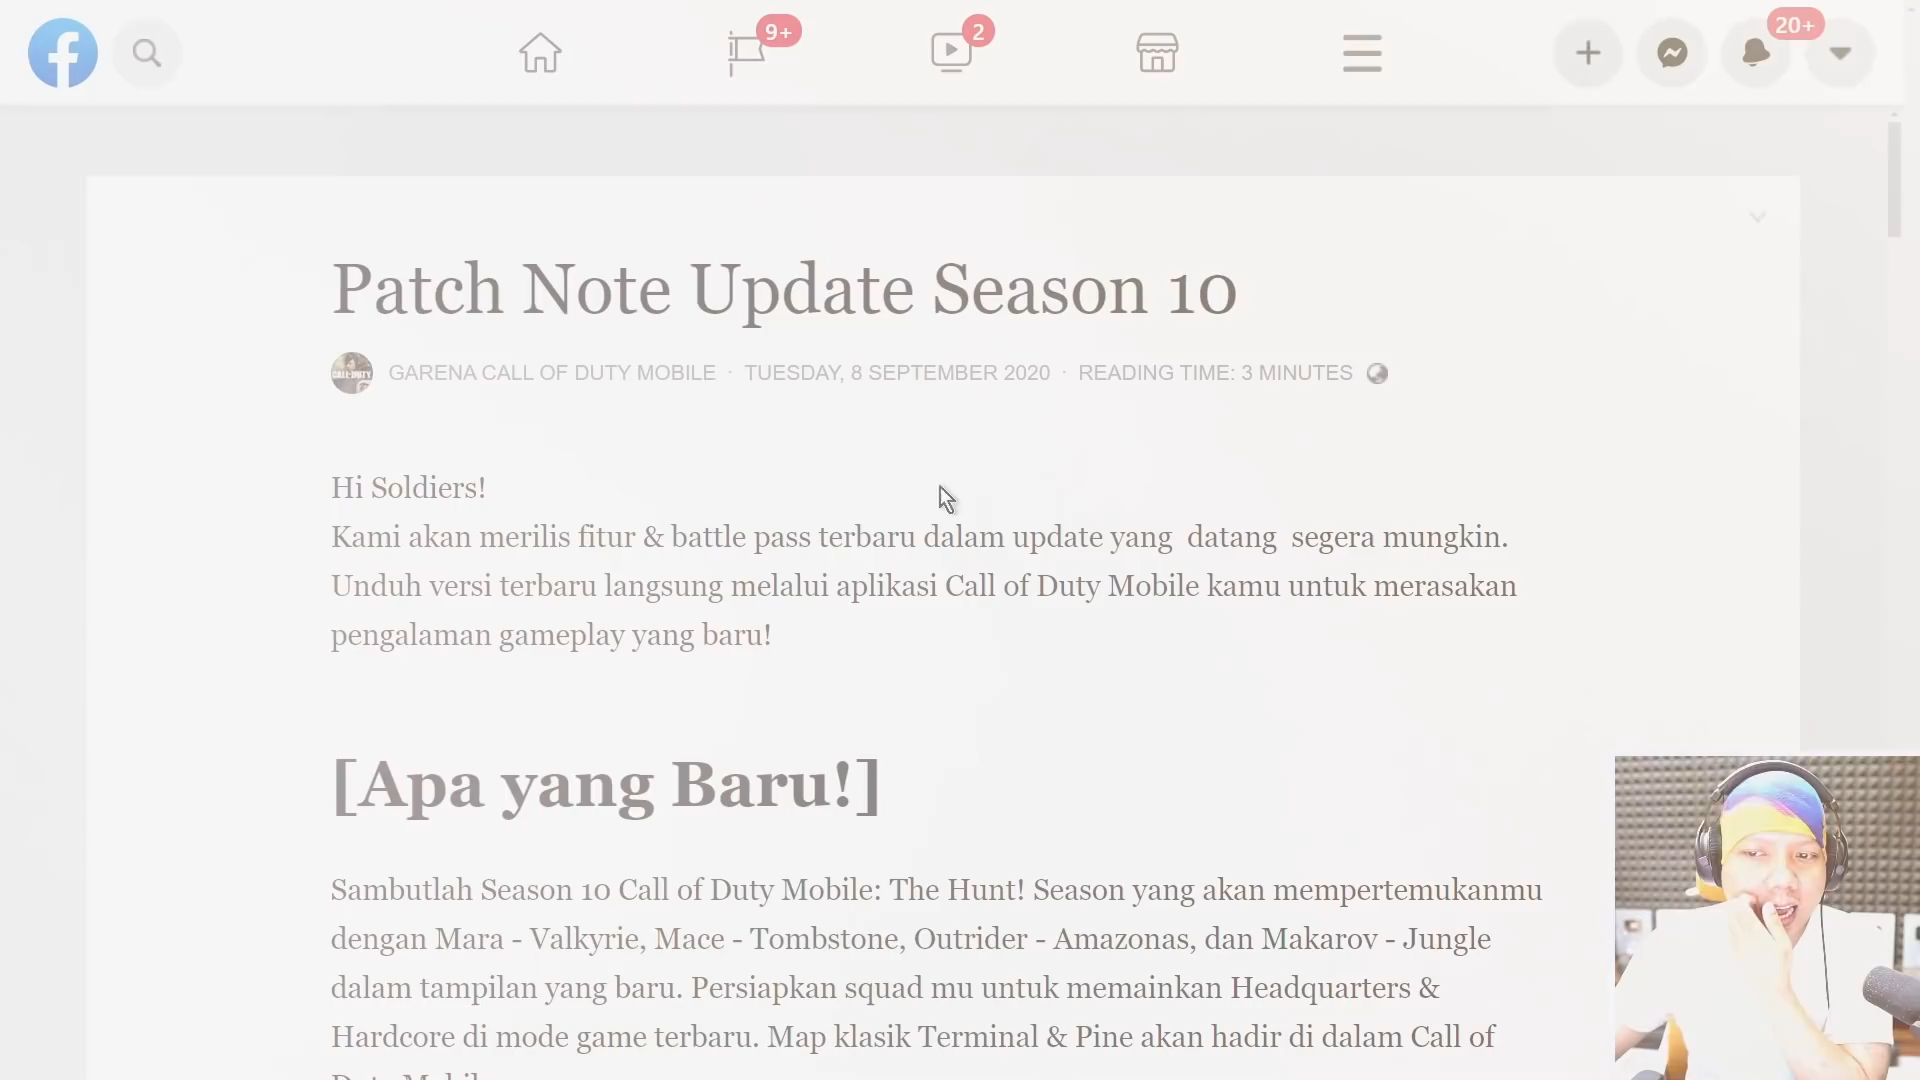 9+
2
20+
Patch Note Update Season 10
CALL OF DUTY
GARENA CALL OF DUTY MOBILE · TUESDAY, 8 SEPTEMBER 2020 · READING TIME: 3 MINUTES
Hi Soldiers!
Kami akan merilis fitur & battle pass terbaru dalam update yang datang segera mungkin.
Unduh versi terbaru langsung melalui aplikasi Call of Duty Mobile kamu untuk merasakan
pengalaman gameplay yang baru!
[Apa yang Baru!]
Sambutlah Season 10 Call of Duty Mobile: The Hunt! Season yang akan mempertemukanmu
dengan Mara - Valkyrie, Mace - Tombstone, Outrider - Amazonas, dan Makarov - Jungle
dalam tampilan yang baru. Persiapkan squad mu untuk memainkan Headquarters &
Hardcore di mode game terbaru. Map klasik Terminal & Pine akan hadir di dalam Call of